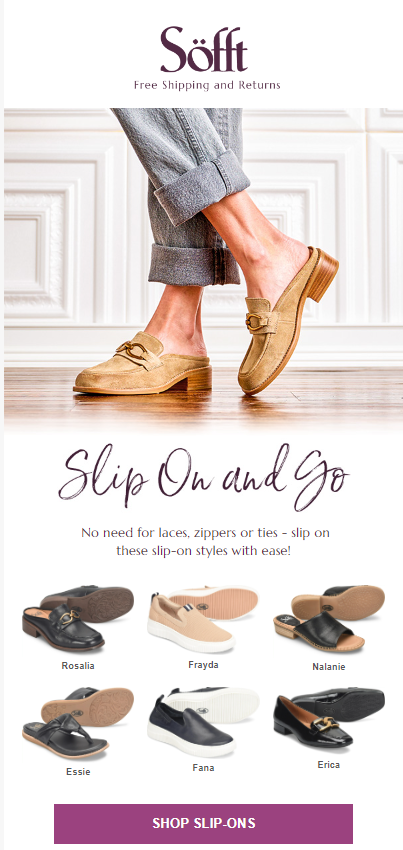 Söfft
Free Shipping and Returns
Slip On and Go
No need for laces, zippers or ties - slip on
these slip-on styles with ease!
Rosalia
Frayda
Nalanie
Essie
Fana
Erica
SHOP SLIP-ONS